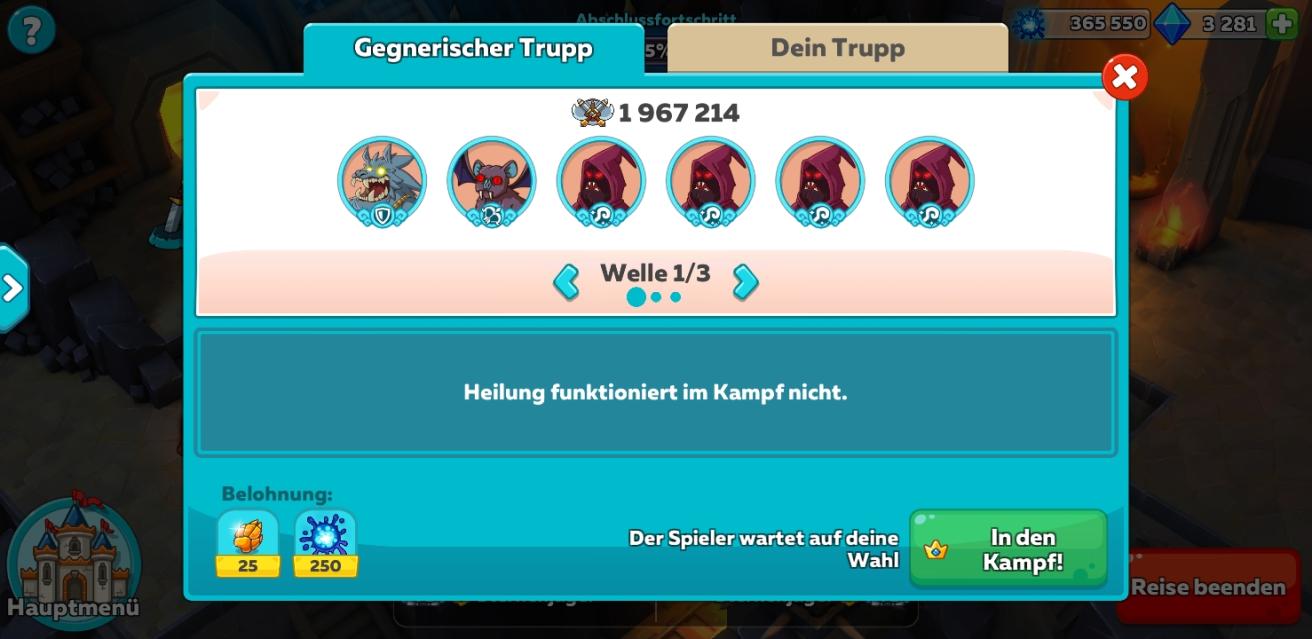 ?
Abschlussfortschritt
5%
365 550
3 281
Gegnerischer Trupp
Dein Trupp
1 967 214
Welle 1/3
Heilung funktioniert im Kampf nicht.
Belohnung:
25
250
Der Spieler wartet auf deine
Wahl
In den
Kampf!
Hauptmenü
Reise beenden